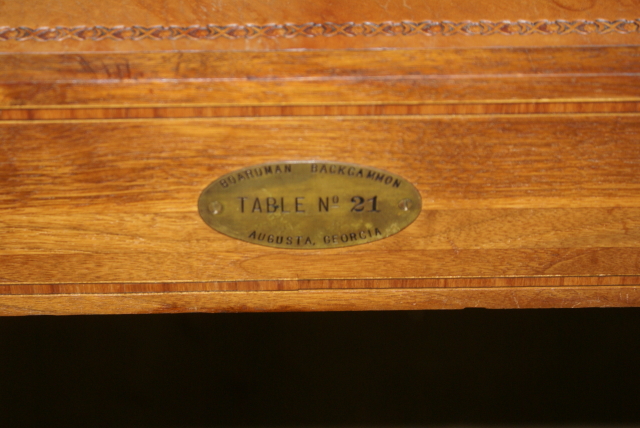 BOARDMAN BACKGAMMON
TABLE Nº 21
AUGUSTA, GEORGIA